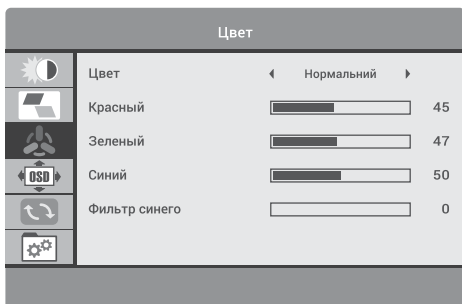 Цвет
Цвет Нормальний
Красный 45
Зеленый 47
Синий 50
Фильтр синего 0
OSD